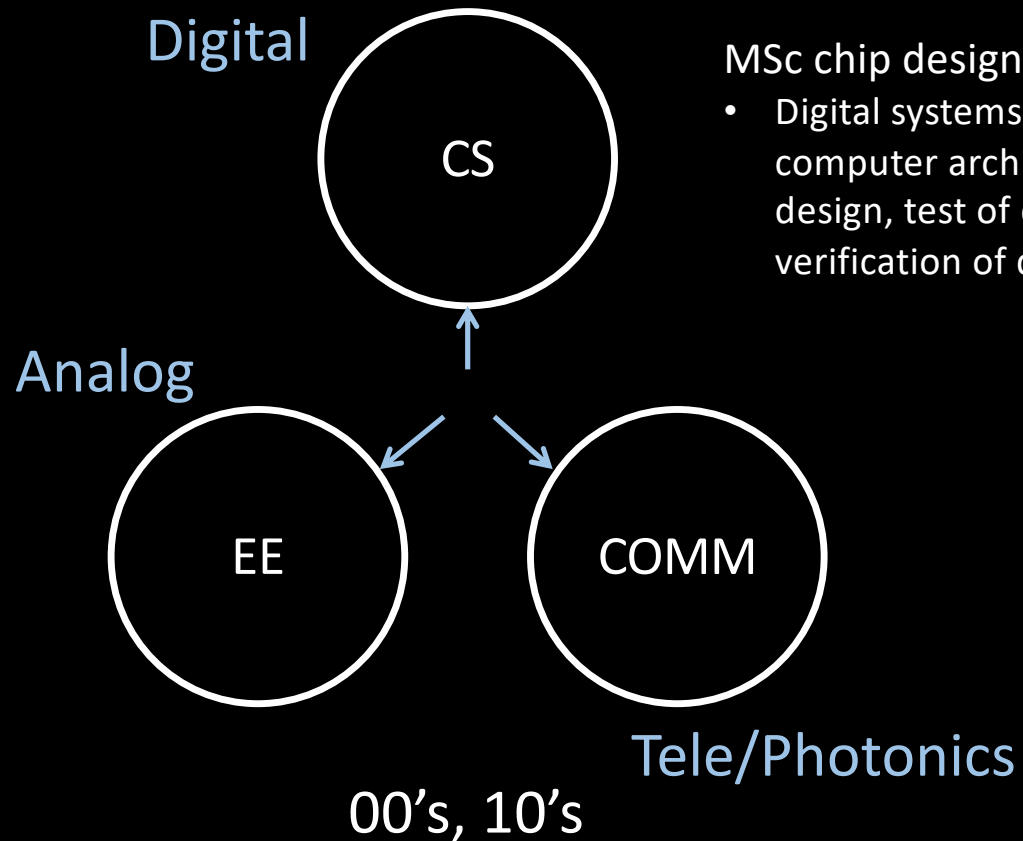 Digital
MSc chip design
• Digital systems
computer arch
design, test of
verification of
CS
Analog
EE
COMM
Tele/Photonics
00’s, 10’s